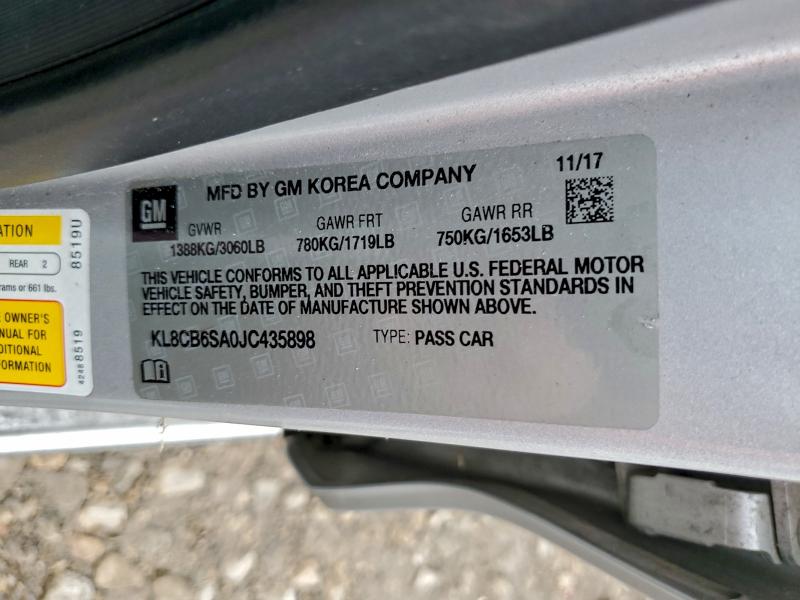 MFD BY GM KOREA COMPANY
11/17
GM
GVWR
GAWR FRT
GAWR RR
1388KG/3060LB
780KG/1719LB
750KG/1653LB
THIS VEHICLE CONFORMS TO ALL APPLICABLE U.S. FEDERAL MOTOR
VEHICLE SAFETY, BUMPER, AND THEFT PREVENTION STANDARDS IN
EFFECT ON THE DATE OF MANUFACTURE SHOWN ABOVE.
KL8CB6SA0JC435898
TYPE: PASS CAR
ATION
REAR 2
rams or 661 lbs.
OWNER'S
NUAL FOR
DITIONAL
FORMATION
8519U
42488519